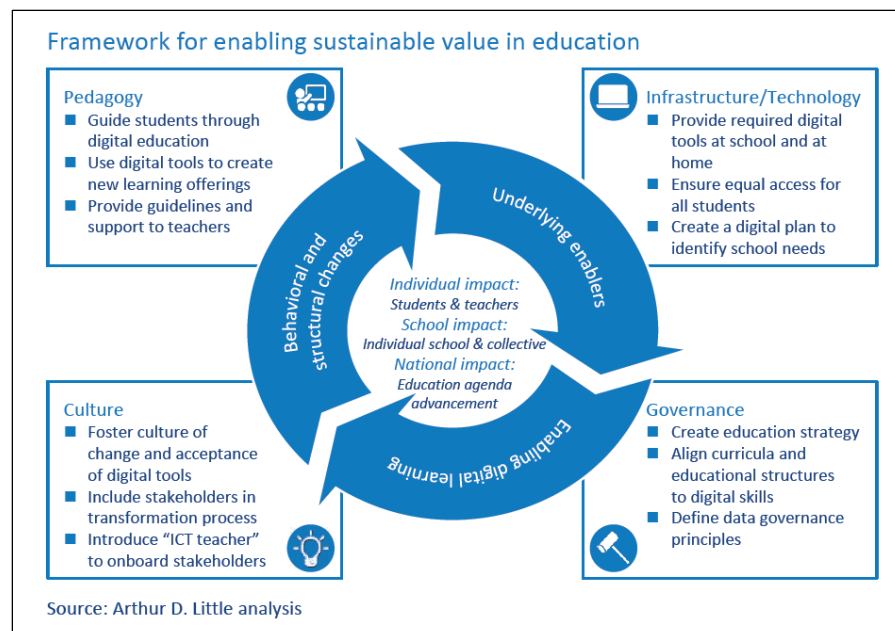 Framework for enabling sustainable value in education
Pedagogy
■ Guide students through
digital education
■ Use digital tools to create
new learning offerings
■ Provide guidelines and
support to teachers
Infrastructure/Technology
■ Provide required digital
tools at school and at
home
■ Ensure equal access for
all students
■ Create a digital plan to
identify school needs
Behavioral and
structural changes
Underlying enablers
Enabling digital learning
Individual impact:
Students & teachers
School impact:
Individual school & collective
National impact:
Education agenda
advancement
Culture
■ Foster culture of
change and acceptance
of digital tools
■ Include stakeholders in
transformation process
■ Introduce “ICT teacher”
to onboard stakeholders
Governance
■ Create education strategy
■ Align curricula and
educational structures
to digital skills
■ Define data governance
principles
Source: Arthur D. Little analysis